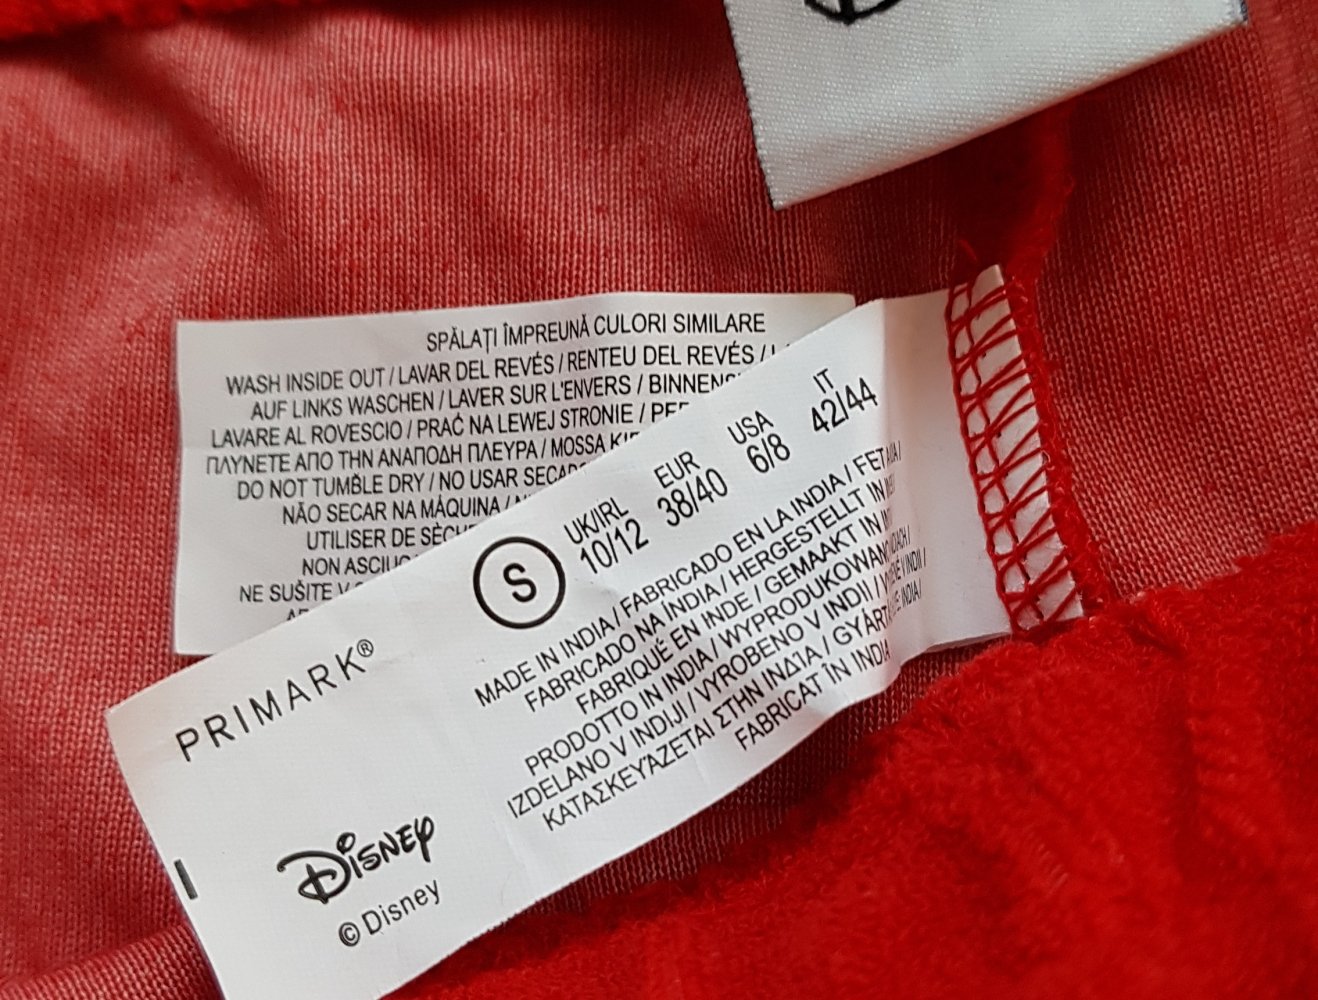 SPĂLAȚI ÎMPREUNĂ CULORI SIMILARE
WASH INSIDE OUT / LAVAR DEL REVÉS / RENTEU DEL REVÉS /
AUF LINKS WASCHEN / LAVER SUR L'ENVERS /
LAVARE AL ROVESCIO / PRAĆ NA LEWEJ STRONIE /
ΠΛΥΝΕΤΕ ΑΠΟ ΤΗΝ ΑΝΑΠΟΔΗ ΠΛΕΥΡΑ / MOSSA
DO NOT TUMBLE DRY / NO USAR
NÃO SECAR NA MÁQUINA /
UTILISER DE
NON
NE SUŠITE V
PRIMARK®
Disney
© Disney
S
UK/IRL
10/12
EUR
38/40
USA
6/8
IT
42/44
MADE IN INDIA / FABRICADO EN LA INDIA /
FABRICADO NA ÍNDIA / HERGESTELLT IN
FABRIQUÉ EN INDE / GEMAAKT IN
PRODOTTO IN INDIA / WYPRODUKOWANO
IZDELANO V INDIJI / VYROBENO V INDII /
ΚΑΤΑΣΚΕΥΆΖΕΤΑΙ ΣΤΗΝ ΙΝΔΊΑ /
FABRICAT ÎN INDIA